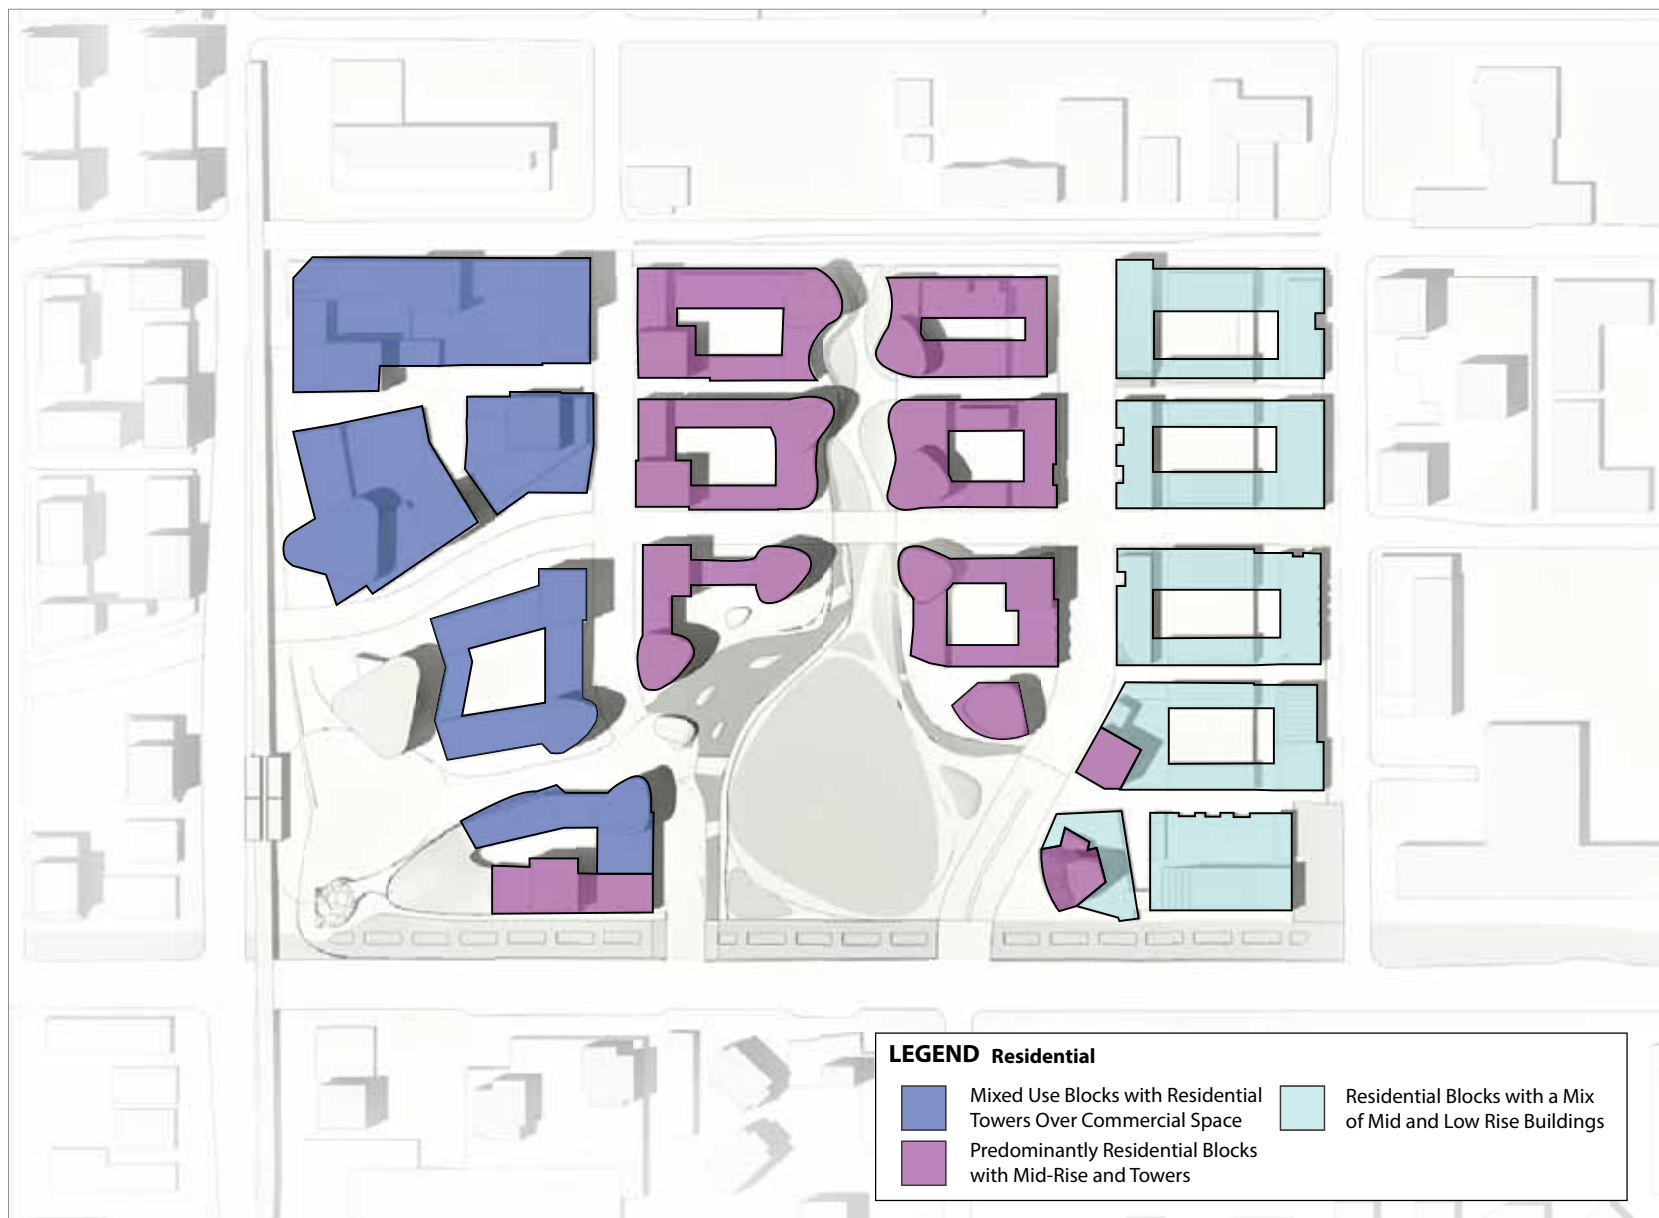 LEGEND Residential
Mixed Use Blocks with Residential
Towers Over Commercial Space
Predominantly Residential Blocks
with Mid-Rise and Towers
Residential Blocks with a Mix
of Mid and Low Rise Buildings